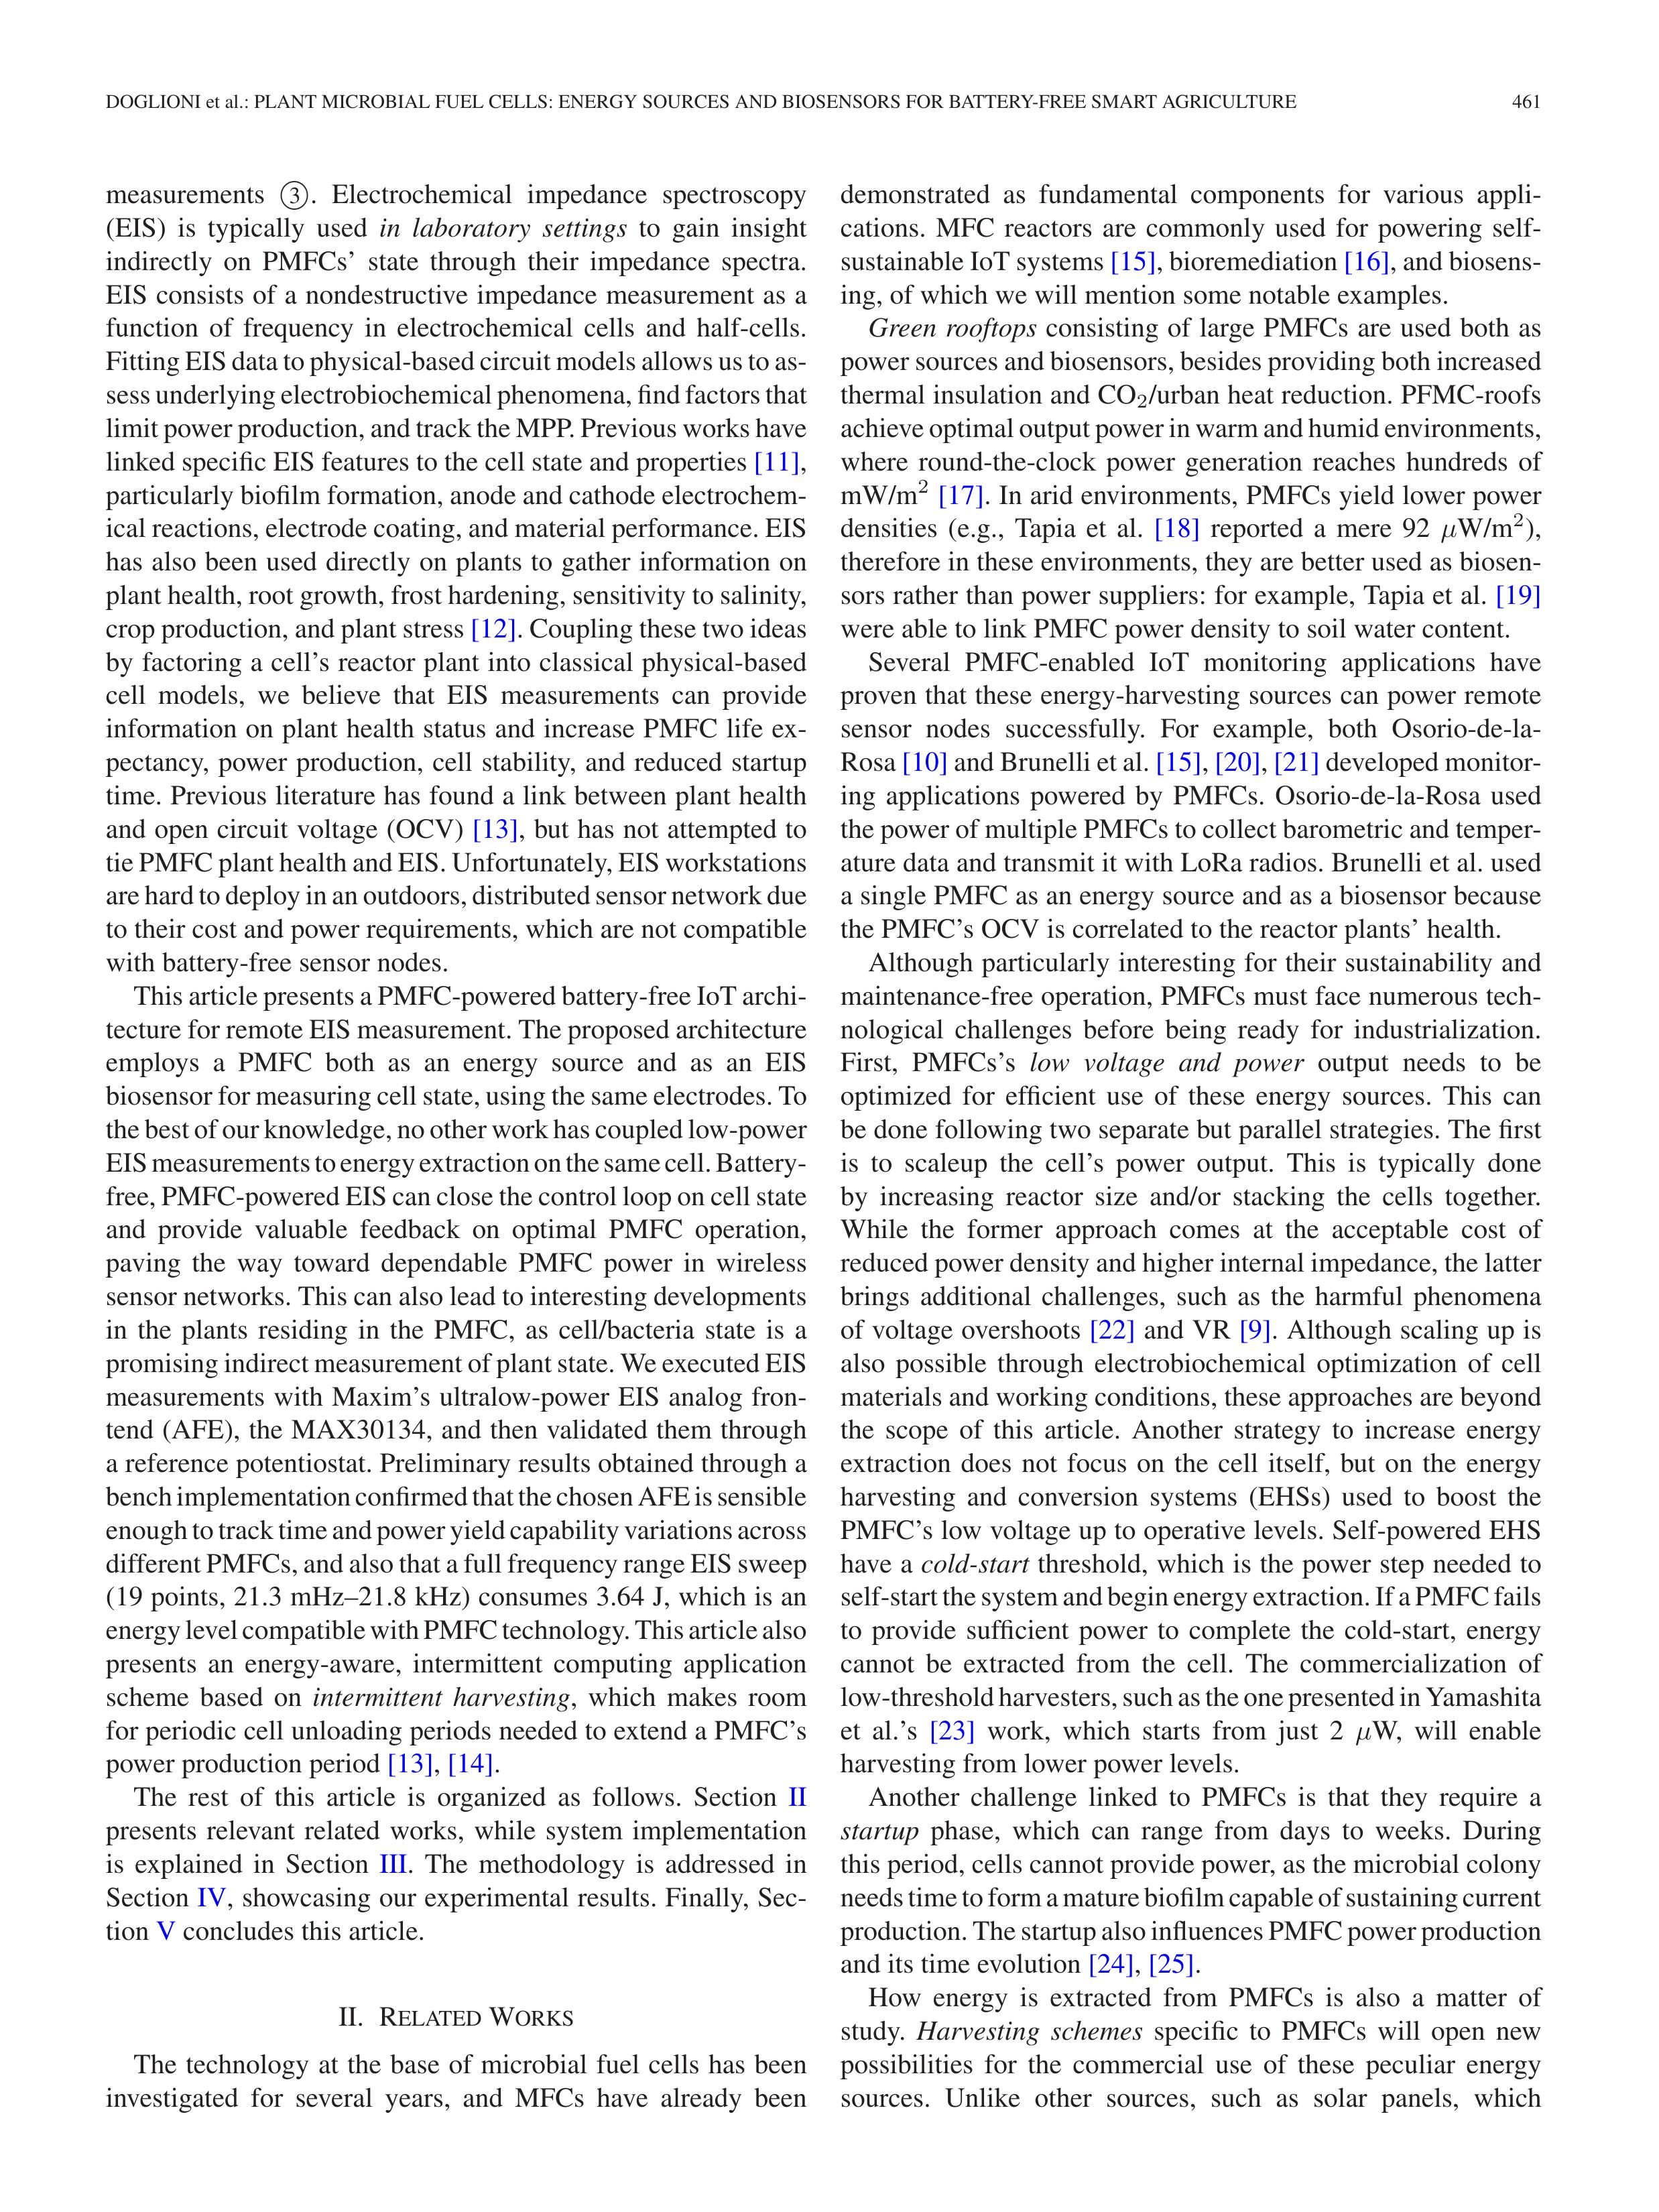 DOGLIONI et al.: PLANT MICROBIAL FUEL CELLS: ENERGY SOURCES AND BIOSENSORS FOR BATTERY-FREE SMART AGRICULTURE 461
measurements ③. Electrochemical impedance spectroscopy
(EIS) is typically used in laboratory settings to gain insight
indirectly on PMFCs' state through their impedance spectra.
EIS consists of a nondestructive impedance measurement as a
function of frequency in electrochemical cells and half-cells.
Fitting EIS data to physical-based circuit models allows us to as-
sess underlying electrobiochemical phenomena, find factors that
limit power production, and track the MPP. Previous works have
linked specific EIS features to the cell state and properties [11],
particularly biofilm formation, anode and cathode electrochem-
ical reactions, electrode coating, and material performance. EIS
has also been used directly on plants to gather information on
plant health, root growth, frost hardening, sensitivity to salinity,
crop production, and plant stress [12]. Coupling these two ideas
by factoring a cell's reactor plant into classical physical-based
cell models, we believe that EIS measurements can provide
information on plant health status and increase PMFC life ex-
pectancy, power production, cell stability, and reduced startup
time. Previous literature has found a link between plant health
and open circuit voltage (OCV) [13], but has not attempted to
tie PMFC plant health and EIS. Unfortunately, EIS workstations
are hard to deploy in an outdoors, distributed sensor network due
to their cost and power requirements, which are not compatible
with battery-free sensor nodes.
This article presents a PMFC-powered battery-free IoT archi-
tecture for remote EIS measurement. The proposed architecture
employs a PMFC both as an energy source and as an EIS
biosensor for measuring cell state, using the same electrodes. To
the best of our knowledge, no other work has coupled low-power
EIS measurements to energy extraction on the same cell. Battery-
free, PMFC-powered EIS can close the control loop on cell state
and provide valuable feedback on optimal PMFC operation,
paving the way toward dependable PMFC power in wireless
sensor networks. This can also lead to interesting developments
in the plants residing in the PMFC, as cell/bacteria state is a
promising indirect measurement of plant state. We executed EIS
measurements with Maxim's ultralow-power EIS analog fron-
tend (AFE), the MAX30134, and then validated them through
a reference potentiostat. Preliminary results obtained through a
bench implementation confirmed that the chosen AFE is sensible
enough to track time and power yield capability variations across
different PMFCs, and also that a full frequency range EIS sweep
(19 points, 21.3 mHz–21.8 kHz) consumes 3.64 J, which is an
energy level compatible with PMFC technology. This article also
presents an energy-aware, intermittent computing application
scheme based on intermittent harvesting, which makes room
for periodic cell unloading periods needed to extend a PMFC's
power production period [13], [14].
The rest of this article is organized as follows. Section II
presents relevant related works, while system implementation
is explained in Section III. The methodology is addressed in
Section IV, showcasing our experimental results. Finally, Sec-
tion V concludes this article.
II. RELATED WORKS
The technology at the base of microbial fuel cells has been
investigated for several years, and MFCs have already been
demonstrated as fundamental components for various appli-
cations. MFC reactors are commonly used for powering self-
sustainable IoT systems [15], bioremediation [16], and biosens-
ing, of which we will mention some notable examples.
Green rooftops consisting of large PMFCs are used both as
power sources and biosensors, besides providing both increased
thermal insulation and CO₂/urban heat reduction. PFMC-roofs
achieve optimal output power in warm and humid environments,
where round-the-clock power generation reaches hundreds of
mW/m² [17]. In arid environments, PMFCs yield lower power
densities (e.g., Tapia et al. [18] reported a mere 92 μW/m²),
therefore in these environments, they are better used as biosen-
sors rather than power suppliers: for example, Tapia et al. [19]
were able to link PMFC power density to soil water content.
Several PMFC-enabled IoT monitoring applications have
proven that these energy-harvesting sources can power remote
sensor nodes successfully. For example, both Osorio-de-la-
Rosa [10] and Brunelli et al. [15], [20], [21] developed monitor-
ing applications powered by PMFCs. Osorio-de-la-Rosa used
the power of multiple PMFCs to collect barometric and temper-
ature data and transmit it with LoRa radios. Brunelli et al. used
a single PMFC as an energy source and as a biosensor because
the PMFC's OCV is correlated to the reactor plants' health.
Although particularly interesting for their sustainability and
maintenance-free operation, PMFCs must face numerous tech-
nological challenges before being ready for industrialization.
First, PMFCs's low voltage and power output needs to be
optimized for efficient use of these energy sources. This can
be done following two separate but parallel strategies. The first
is to scaleup the cell's power output. This is typically done
by increasing reactor size and/or stacking the cells together.
While the former approach comes at the acceptable cost of
reduced power density and higher internal impedance, the latter
brings additional challenges, such as the harmful phenomena
of voltage overshoots [22] and VR [9]. Although scaling up is
also possible through electrobiochemical optimization of cell
materials and working conditions, these approaches are beyond
the scope of this article. Another strategy to increase energy
extraction does not focus on the cell itself, but on the energy
harvesting and conversion systems (EHSs) used to boost the
PMFC's low voltage up to operative levels. Self-powered EHS
have a cold-start threshold, which is the power step needed to
self-start the system and begin energy extraction. If a PMFC fails
to provide sufficient power to complete the cold-start, energy
cannot be extracted from the cell. The commercialization of
low-threshold harvesters, such as the one presented in Yamashita
et al.'s [23] work, which starts from just 2 μW, will enable
harvesting from lower power levels.
Another challenge linked to PMFCs is that they require a
startup phase, which can range from days to weeks. During
this period, cells cannot provide power, as the microbial colony
needs time to form a mature biofilm capable of sustaining current
production. The startup also influences PMFC power production
and its time evolution [24], [25].
How energy is extracted from PMFCs is also a matter of
study. Harvesting schemes specific to PMFCs will open new
possibilities for the commercial use of these peculiar energy
sources. Unlike other sources, such as solar panels, which